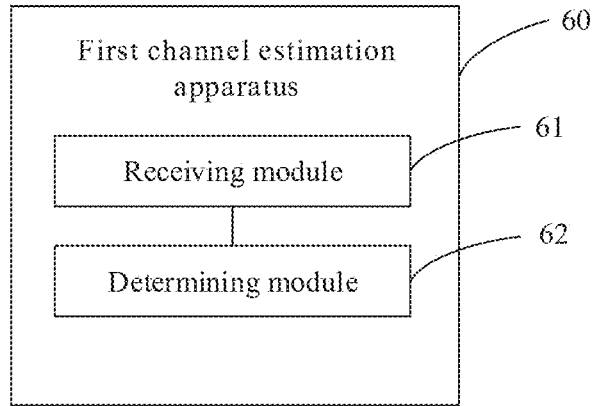 60
First channel estimation
apparatus
61
Receiving module
62
Determining module